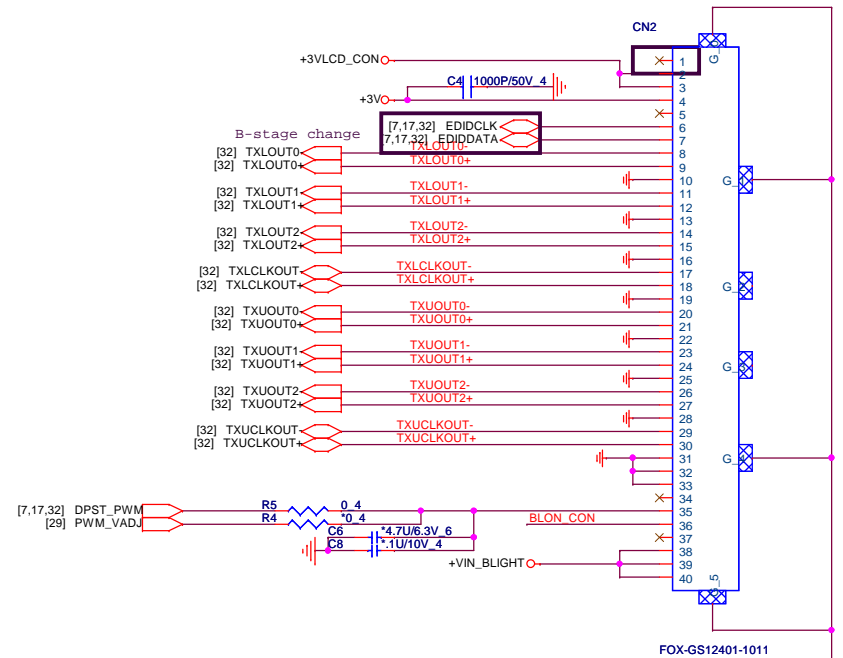 CN2
G_0
+3VLCD_CON
1
2
3
C4 1000P/50V_4
+3V
4
5
[7,17,32] EDIDCLK 6
7,17,32] EDIDDATA 7
B-stage change
[32] TXLOUT0- TXLOUT0- 8
[32] TXLOUT0+ TXLOUT0+ 9
10 G_1
[32] TXLOUT1- TXLOUT1- 11
[32] TXLOUT1+ TXLOUT1+ 12
13
[32] TXLOUT2- TXLOUT2- 14
[32] TXLOUT2+ TXLOUT2+ 15
16
[32] TXLCLKOUT- TXLCLKOUT- 17
[32] TXLCLKOUT+ TXLCLKOUT+ 18 G_2
19
[32] TXUOUT0- TXUOUT0- 20
[32] TXUOUT0+ TXUOUT0+ 21
22
[32] TXUOUT1- TXUOUT1- 23
[32] TXUOUT1+ TXUOUT1+ 24 G_3
25
[32] TXUOUT2- TXUOUT2- 26
[32] TXUOUT2+ TXUOUT2+ 27
28
[32] TXUCLKOUT- TXUCLKOUT- 29
[32] TXUCLKOUT+ TXUCLKOUT+ 30
31 G_4
32
33
34
[7,17,32] DPST_PWM R5 0_4 35
[29] PWM_VADJ R4 *0_4 BLON_CON 36
C6 *4.7U/6.3V_6 37
C8 *.1U/10V_4 38
+VIN_BLIGHT 39
40 G_5
FOX-GS12401-1011